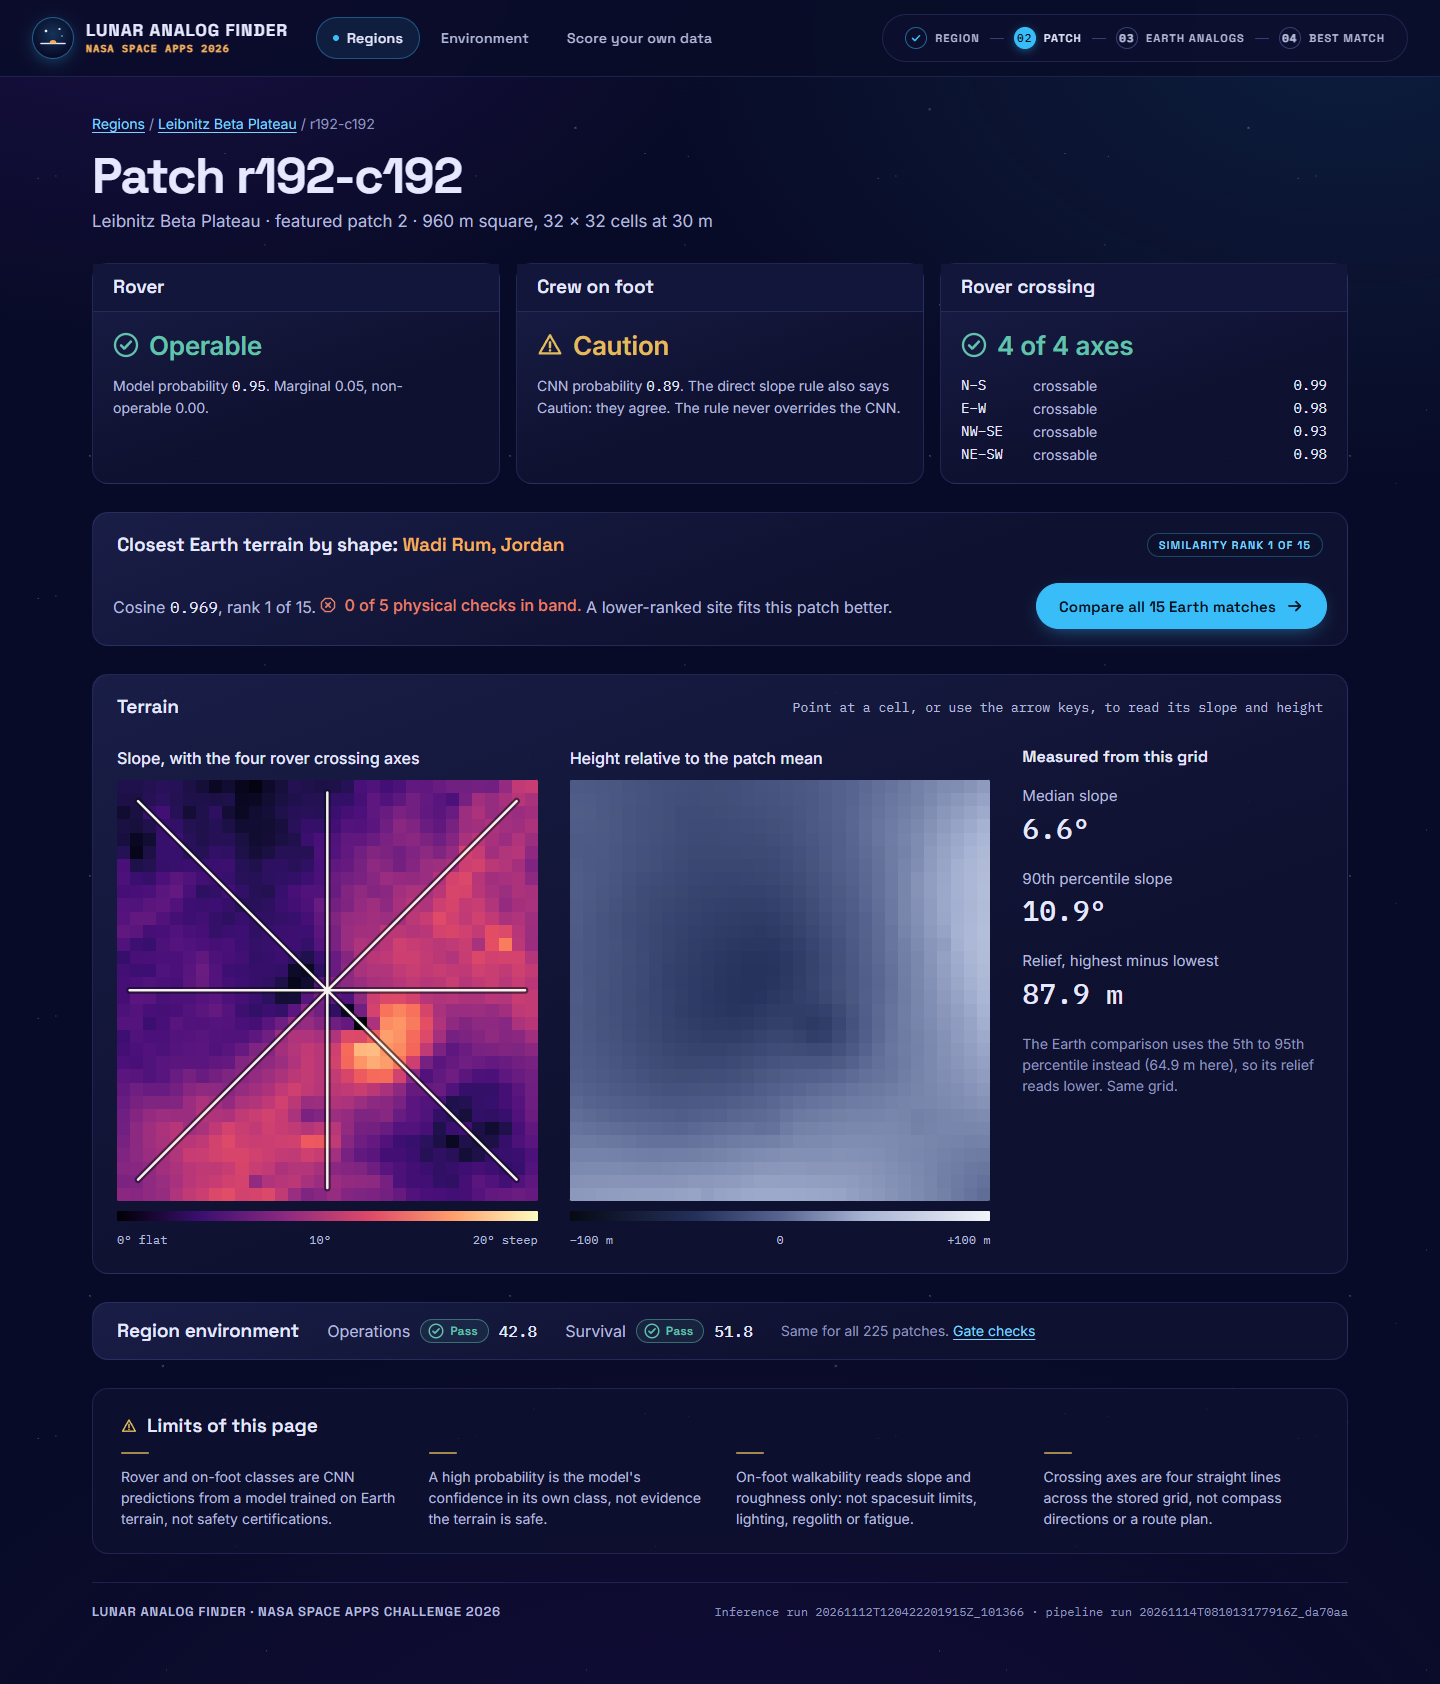 LUNAR ANALOG FINDER
NASA SPACE APPS 2026
Regions
Environment
Score your own data
REGION
02 PATCH
03 EARTH ANALOGS
04 BEST MATCH
Regions / Leibnitz Beta Plateau / r192-c192
Patch r192-c192
Leibnitz Beta Plateau · featured patch 2 · 960 m square, 32 × 32 cells at 30 m
Rover
Operable
Model probability 0.95. Marginal 0.05, non-
operable 0.00.
Crew on foot
Caution
CNN probability 0.89. The direct slope rule also says
Caution: they agree. The rule never overrides the CNN.
Rover crossing
4 of 4 axes
N–S crossable 0.99
E–W crossable 0.98
NW–SE crossable 0.93
NE–SW crossable 0.98
Closest Earth terrain by shape: Wadi Rum, Jordan
SIMILARITY RANK 1 OF 15
Cosine 0.969, rank 1 of 15. 0 of 5 physical checks in band. A lower-ranked site fits this patch better.
Compare all 15 Earth matches →
Terrain
Point at a cell, or use the arrow keys, to read its slope and height
Slope, with the four rover crossing axes
0° flat
10°
20° steep
Height relative to the patch mean
−100 m
0
+100 m
Measured from this grid
Median slope
6.6°
90th percentile slope
10.9°
Relief, highest minus lowest
87.9 m
The Earth comparison uses the 5th to 95th
percentile instead (64.9 m here), so its relief
reads lower. Same grid.
Region environment
Operations Pass 42.8
Survival Pass 51.8
Same for all 225 patches. Gate checks
Limits of this page
Rover and on-foot classes are CNN
predictions from a model trained on Earth
terrain, not safety certifications.
A high probability is the model's
confidence in its own class, not evidence
the terrain is safe.
On-foot walkability reads slope and
roughness only: not spacesuit limits,
lighting, regolith or fatigue.
Crossing axes are four straight lines
across the stored grid, not compass
directions or a route plan.
LUNAR ANALOG FINDER · NASA SPACE APPS CHALLENGE 2026
Inference run 20261112T120422201915Z_101366 · pipeline run 20261114T081013177916Z_da70aa